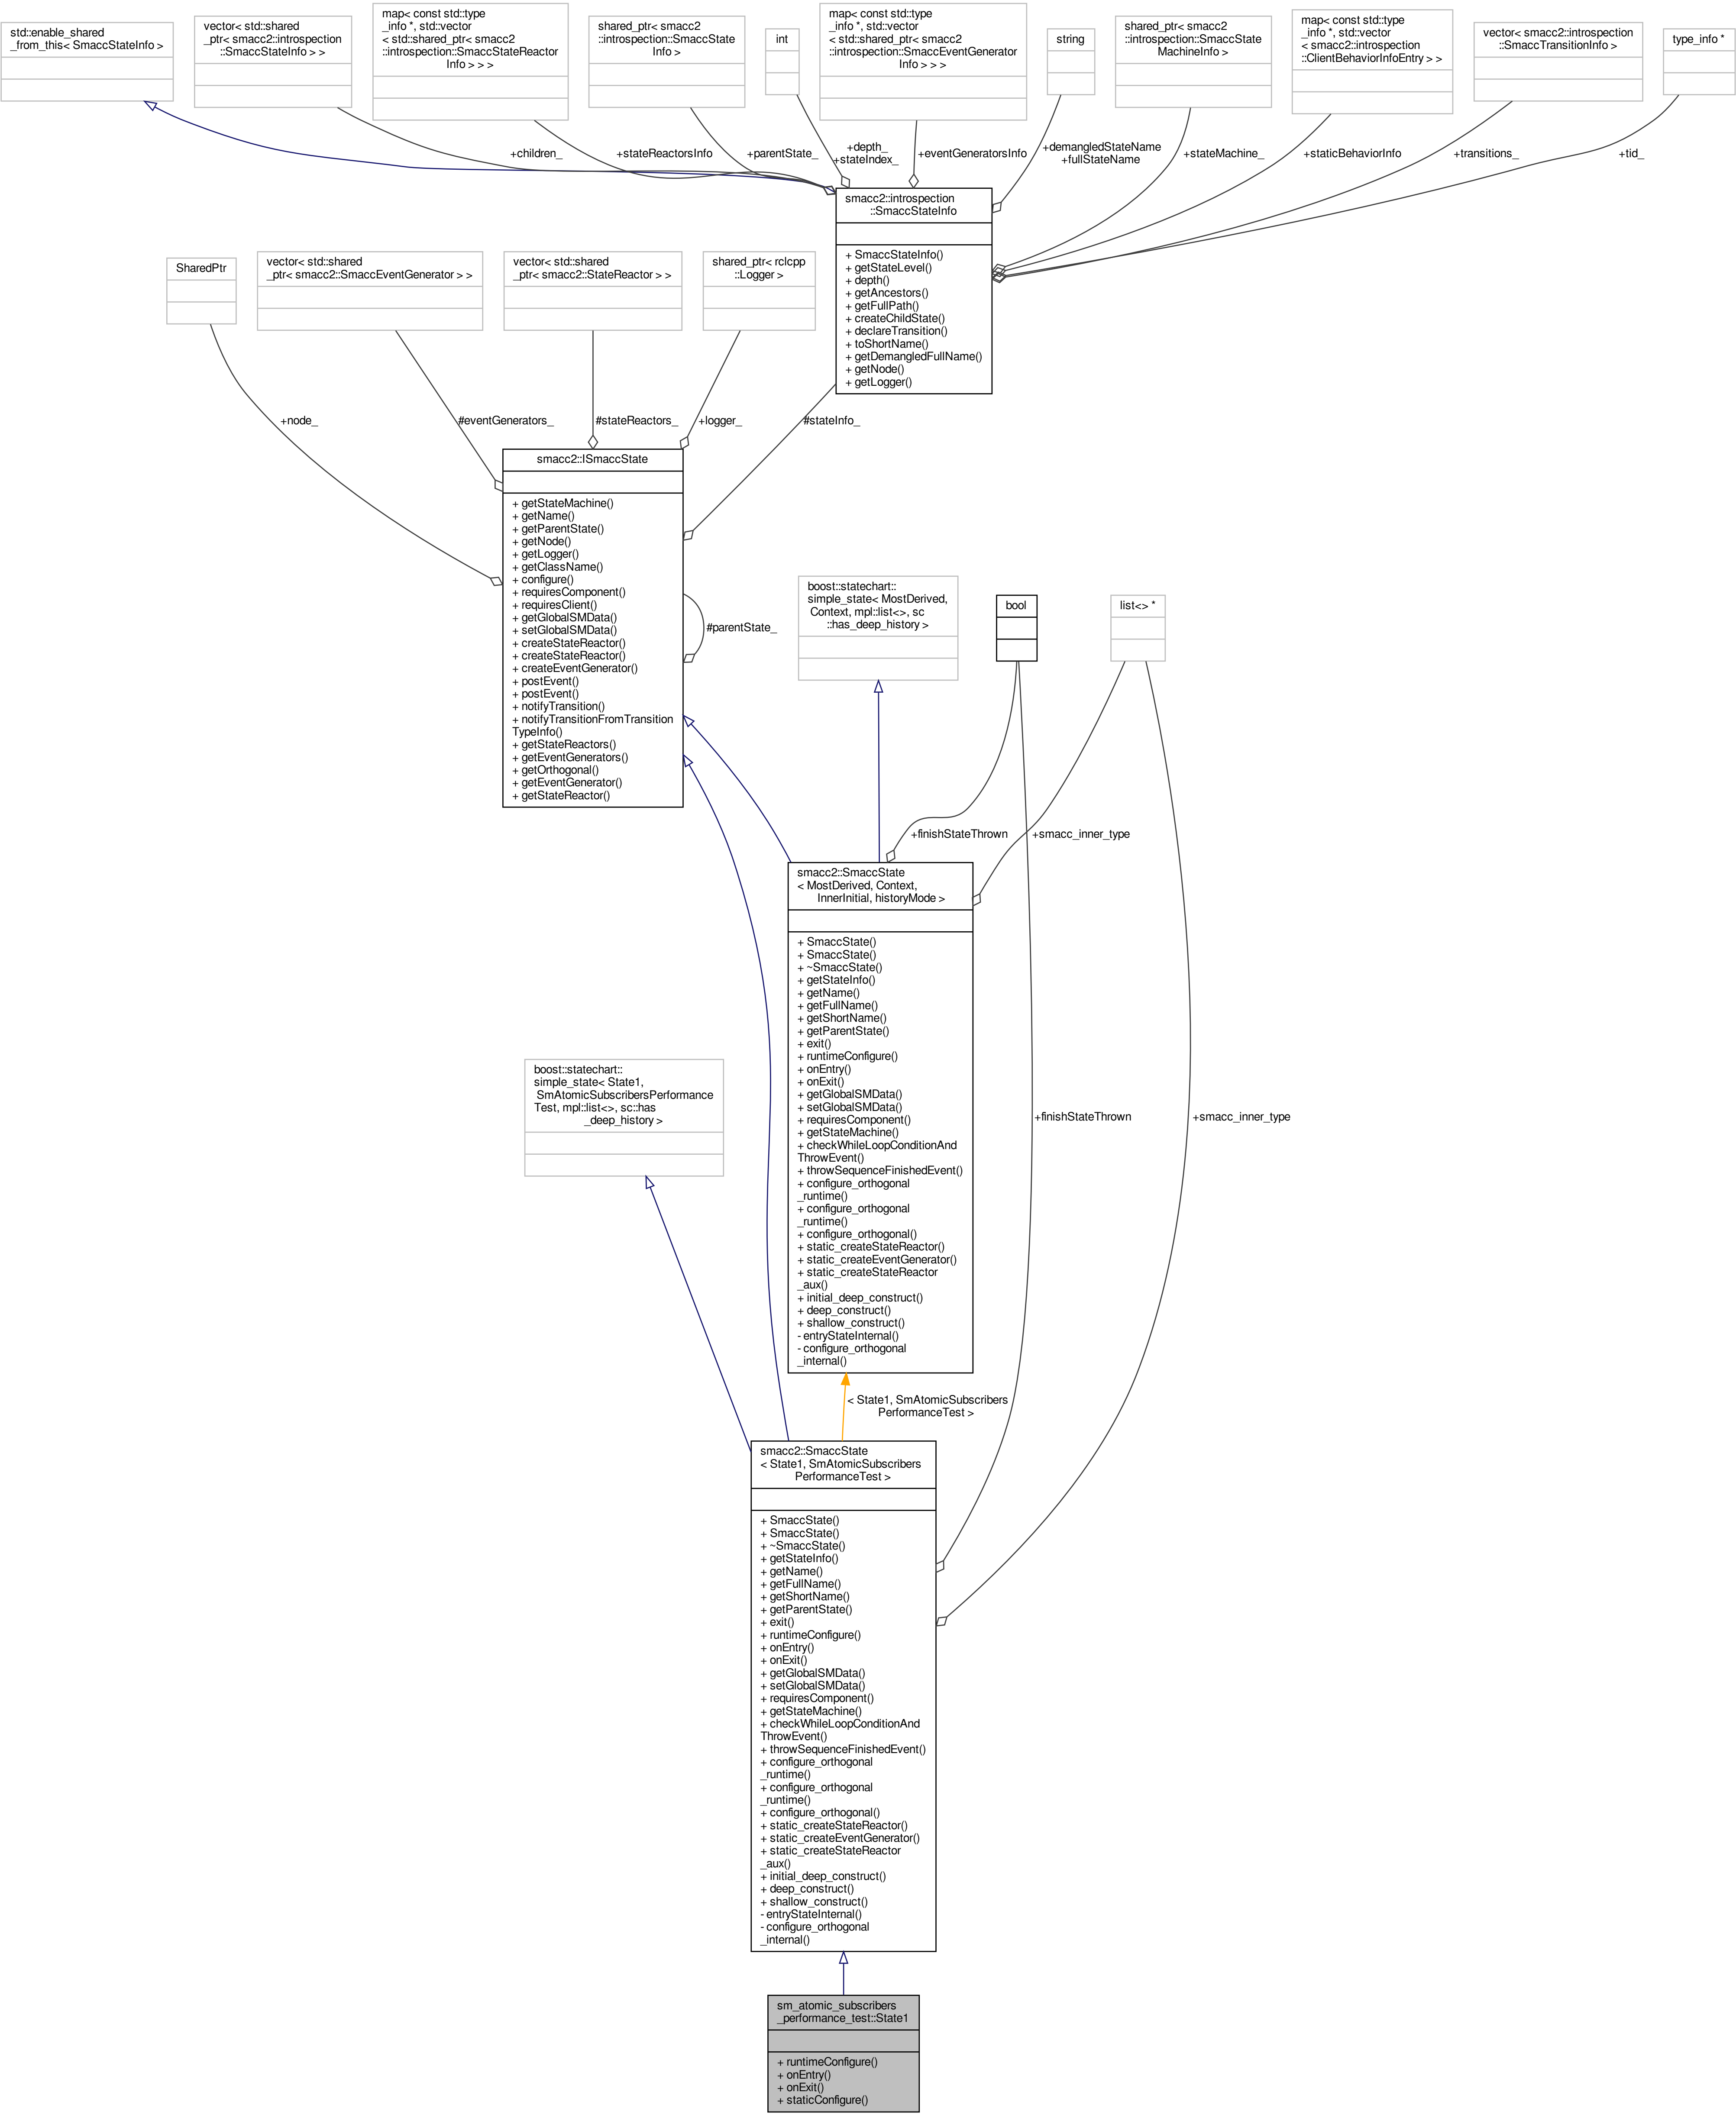 std::enable_shared
_from_this< SmaccStateInfo >
vector< std::shared
_ptr< smacc2::introspection
::SmaccStateInfo > >
map< const std::type
_info *, std::vector
< std::shared_ptr< smacc2
::introspection::SmaccStateReactor
Info > > >
shared_ptr< smacc2
::introspection::SmaccState
Info >
int
map< const std::type
_info *, std::vector
< std::shared_ptr< smacc2
::introspection::SmaccEventGenerator
Info > > >
string
shared_ptr< smacc2
::introspection::SmaccState
MachineInfo >
map< const std::type
_info *, std::vector
< smacc2::introspection
::ClientBehaviorInfoEntry > >
vector< smacc2::introspection
::SmaccTransitionInfo >
type_info *
+children_
+stateReactorsInfo
+parentState_
+depth_
+stateIndex_
+eventGeneratorsInfo
+demangledStateName
+fullStateName
+stateMachine_
+staticBehaviorInfo
+transitions_
+tid_
smacc2::introspection
::SmaccStateInfo
+ SmaccStateInfo()
+ getStateLevel()
+ depth()
+ getAncestors()
+ getFullPath()
+ createChildState()
+ declareTransition()
+ toShortName()
+ getDemangledFullName()
+ getNode()
+ getLogger()
SharedPtr
vector< std::shared
_ptr< smacc2::SmaccEventGenerator > >
vector< std::shared
_ptr< smacc2::StateReactor > >
shared_ptr< rclcpp
::Logger >
+node_
#eventGenerators_
#stateReactors_
+logger_
#stateInfo_
smacc2::ISmaccState
+ getStateMachine()
+ getName()
+ getParentState()
+ getNode()
+ getLogger()
+ getClassName()
+ configure()
+ requiresComponent()
+ requiresClient()
+ getGlobalSMData()
+ setGlobalSMData()
+ createStateReactor()
+ createStateReactor()
+ createEventGenerator()
+ postEvent()
+ postEvent()
+ notifyTransition()
+ notifyTransitionFromTransition
TypeInfo()
+ getStateReactors()
+ getEventGenerators()
+ getOrthogonal()
+ getEventGenerator()
+ getStateReactor()
#parentState_
boost::statechart::
simple_state< MostDerived,
Context, mpl::list<>, sc
::has_deep_history >
bool
list<> *
+finishStateThrown
+smacc_inner_type
smacc2::SmaccState
< MostDerived, Context,
InnerInitial, historyMode >
+ SmaccState()
+ SmaccState()
+ ~SmaccState()
+ getStateInfo()
+ getName()
+ getFullName()
+ getShortName()
+ getParentState()
+ exit()
+ runtimeConfigure()
+ onEntry()
+ onExit()
+ getGlobalSMData()
+ setGlobalSMData()
+ requiresComponent()
+ getStateMachine()
+ checkWhileLoopConditionAnd
ThrowEvent()
+ throwSequenceFinishedEvent()
+ configure_orthogonal
_runtime()
+ configure_orthogonal
_runtime()
+ configure_orthogonal()
+ static_createStateReactor()
+ static_createEventGenerator()
+ static_createStateReactor
_aux()
+ initial_deep_construct()
+ deep_construct()
+ shallow_construct()
- entryStateInternal()
- configure_orthogonal
_internal()
boost::statechart::
simple_state< State1,
SmAtomicSubscribersPerformance
Test, mpl::list<>, sc::has
_deep_history >
+finishStateThrown
+smacc_inner_type
< State1, SmAtomicSubscribers
PerformanceTest >
smacc2::SmaccState
< State1, SmAtomicSubscribers
PerformanceTest >
+ SmaccState()
+ SmaccState()
+ ~SmaccState()
+ getStateInfo()
+ getName()
+ getFullName()
+ getShortName()
+ getParentState()
+ exit()
+ runtimeConfigure()
+ onEntry()
+ onExit()
+ getGlobalSMData()
+ setGlobalSMData()
+ requiresComponent()
+ getStateMachine()
+ checkWhileLoopConditionAnd
ThrowEvent()
+ throwSequenceFinishedEvent()
+ configure_orthogonal
_runtime()
+ configure_orthogonal
_runtime()
+ configure_orthogonal()
+ static_createStateReactor()
+ static_createEventGenerator()
+ static_createStateReactor
_aux()
+ initial_deep_construct()
+ deep_construct()
+ shallow_construct()
- entryStateInternal()
- configure_orthogonal
_internal()
sm_atomic_subscribers
_performance_test::State1
+ runtimeConfigure()
+ onEntry()
+ onExit()
+ staticConfigure()